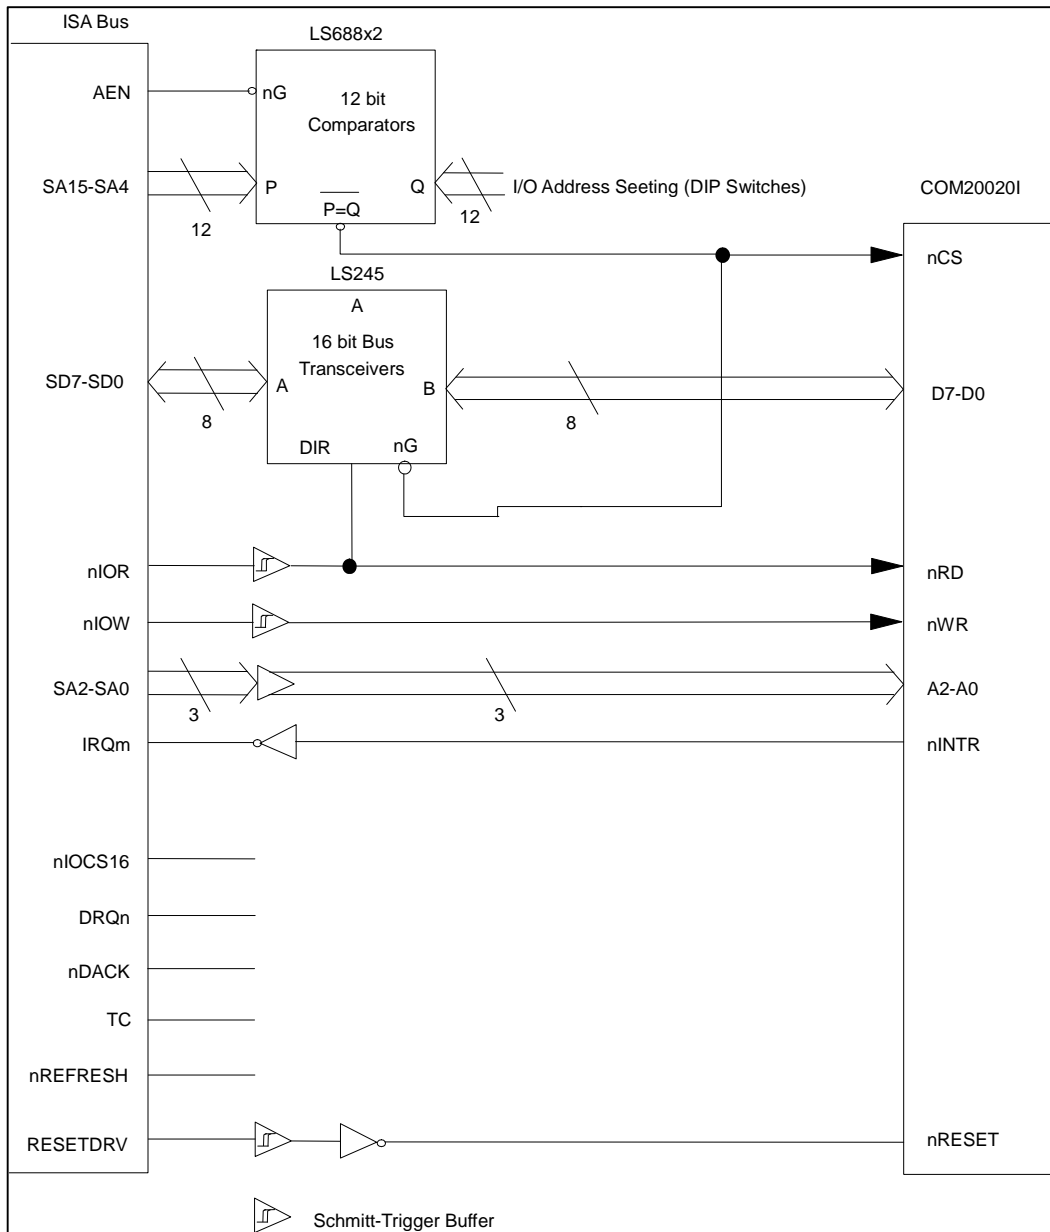 ISA Bus
LS688x2
AEN
nG
12 bit
Comparators
SA15-SA4
P
Q
I/O Address Seeting (DIP Switches)
COM20020I
12
P=Q
12
nCS
LS245
A
16 bit Bus
Transceivers
SD7-SD0
A
B
D7-D0
8
8
DIR
nG
nIOR
nRD
nIOW
nWR
SA2-SA0
A2-A0
3
3
IRQm
nINTR
nIOCS16
DRQn
nDACK
TC
nREFRESH
RESETDRV
nRESET
Schmitt-Trigger Buffer